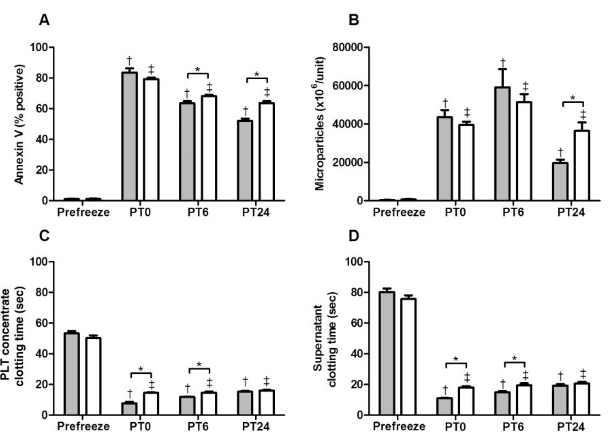 A
Annexin V (% positive)
100
80
60
40
20
0
† ‡ † * ‡ † * ‡
Prefreeze PT0 PT6 PT24
B
Microparticles (x10⁶/unit)
80000
60000
40000
20000
0
† ‡ † ‡ † * ‡
Prefreeze PT0 PT6 PT24
C
PLT concentrate
clotting time (sec)
100
80
60
40
20
0
† * ‡ † * ‡ † ‡
Prefreeze PT0 PT6 PT24
D
Supernatant
clotting time (sec)
100
80
60
40
20
0
† * ‡ † * ‡ † ‡
Prefreeze PT0 PT6 PT24